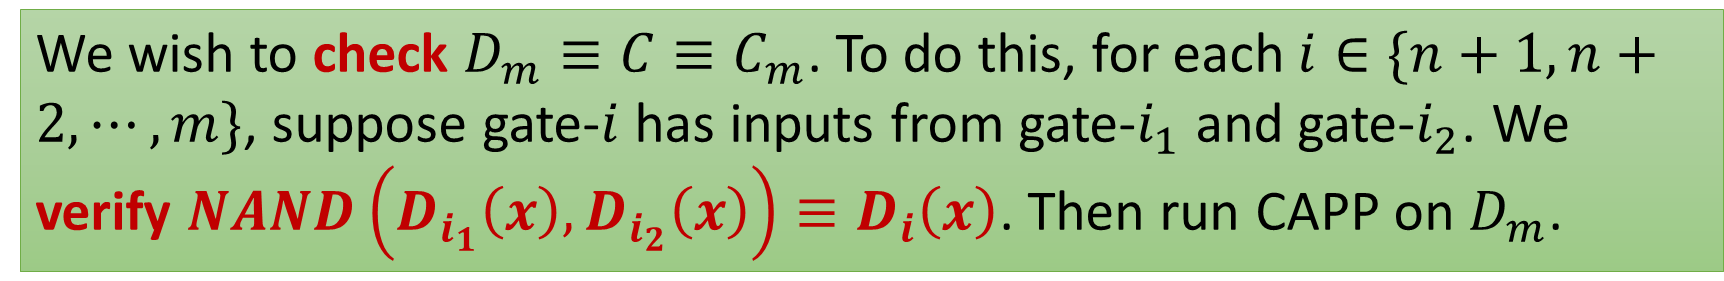 We wish to check D_m ≡ C ≡ C_m. To do this, for each i ∈ {n + 1, n +
2, ⋯ , m}, suppose gate-i has inputs from gate-i_1 and gate-i_2. We
verify NAND (D_{i_1}(x), D_{i_2}(x)) ≡ D_i(x). Then run CAPP on D_m.